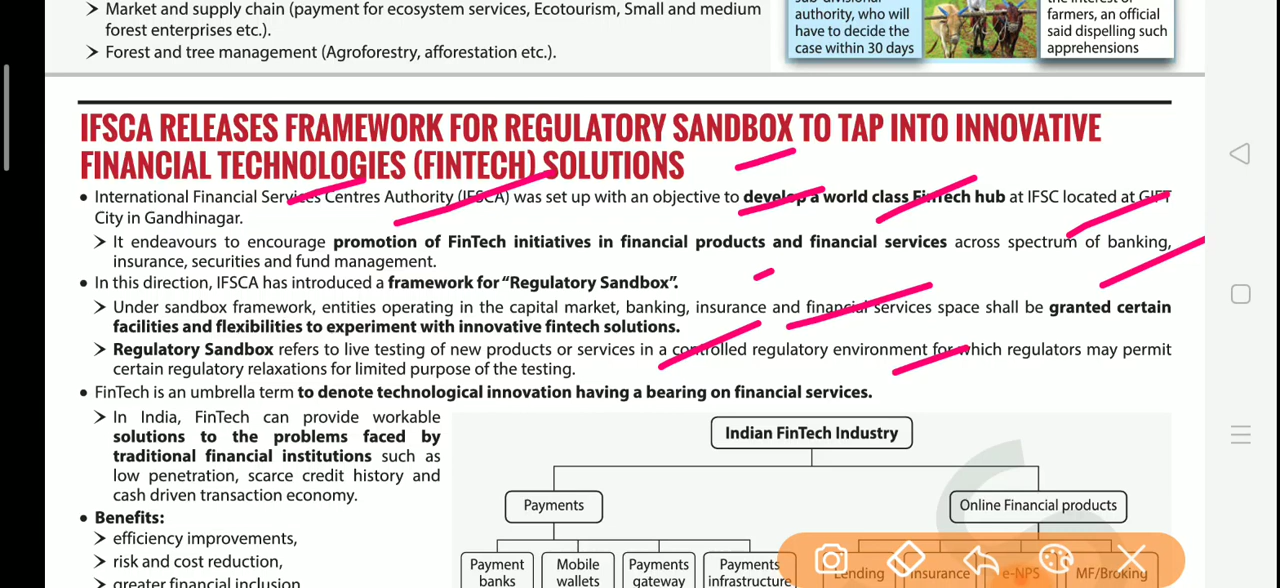 Market and supply chain (payment for ecosystem services, Ecotourism, Small and medium
forest enterprises etc.).
Forest and tree management (Agroforestry, afforestation etc.).
authority, who will
have to decide the
case within 30 days
farmers, an official
said dispelling such
apprehensions
IFSCA RELEASES FRAMEWORK FOR REGULATORY SANDBOX TO TAP INTO INNOVATIVE
FINANCIAL TECHNOLOGIES (FINTECH) SOLUTIONS
• International Financial Services Centres Authority (IFSCA) was set up with an objective to develop a world class FinTech hub at IFSC located at GIFT
City in Gandhinagar.
It endeavours to encourage promotion of FinTech initiatives in financial products and financial services across spectrum of banking,
insurance, securities and fund management.
• In this direction, IFSCA has introduced a framework for “Regulatory Sandbox”.
Under sandbox framework, entities operating in the capital market, banking, insurance and financial services space shall be granted certain
facilities and flexibilities to experiment with innovative fintech solutions.
Regulatory Sandbox refers to live testing of new products or services in a controlled regulatory environment for which regulators may permit
certain regulatory relaxations for limited purpose of the testing.
• FinTech is an umbrella term to denote technological innovation having a bearing on financial services.
In India, FinTech can provide workable
solutions to the problems faced by
traditional financial institutions such as
low penetration, scarce credit history and
cash driven transaction economy.
• Benefits:
efficiency improvements,
risk and cost reduction,
greater financial inclusion
Indian FinTech Industry
Payments
Online Financial products
Payment
banks
Mobile
wallets
Payments
gateway
Payments
infrastructure
Lending
Insurance
e-NPS
MF/Broking